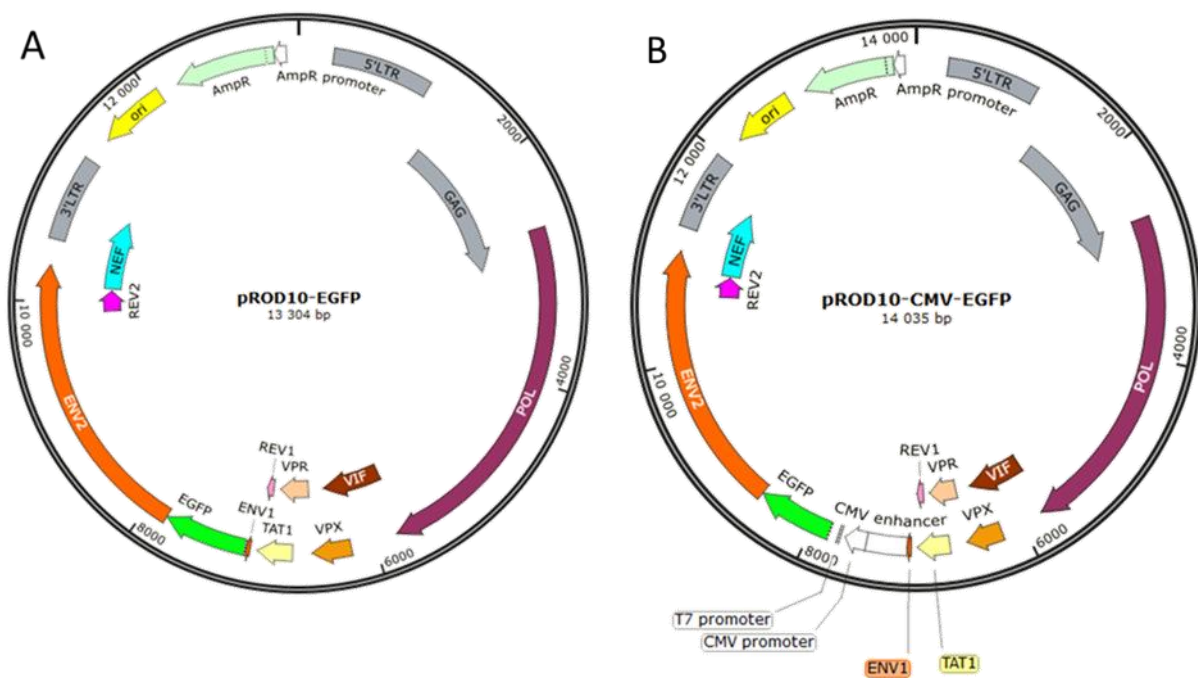 A
AmpR
AmpR promoter
5'LTR
12 000
ori
2000
3'LTR
GAG
NEF
REV2
pROD10-EGFP
13 304 bp
10 000
4000
POL
ENV2
REV1
VPR
VIF
EGFP
ENV1
TAT1
VPX
8000
6000
B
14 000
AmpR
AmpR promoter
5'LTR
ori
2000
12 000
3'LTR
GAG
NEF
REV2
pROD10-CMV-EGFP
14 035 bp
4000
10 000
POL
ENV2
REV1
VPR
VIF
EGFP
CMV enhancer
VPX
8000
6000
T7 promoter
CMV promoter
ENV1
TAT1